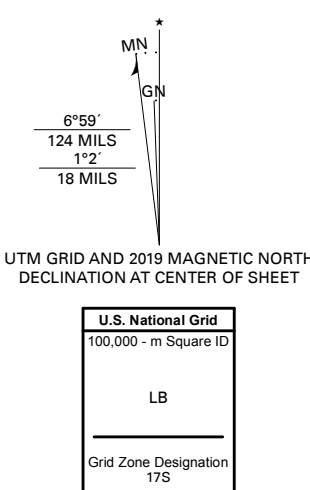 MN
GN
6°59´
124 MILS
1°2´
18 MILS
UTM GRID AND 2019 MAGNETIC NORTH
DECLINATION AT CENTER OF SHEET
U.S. National Grid
100,000 - m Square ID
LB
Grid Zone Designation
17S